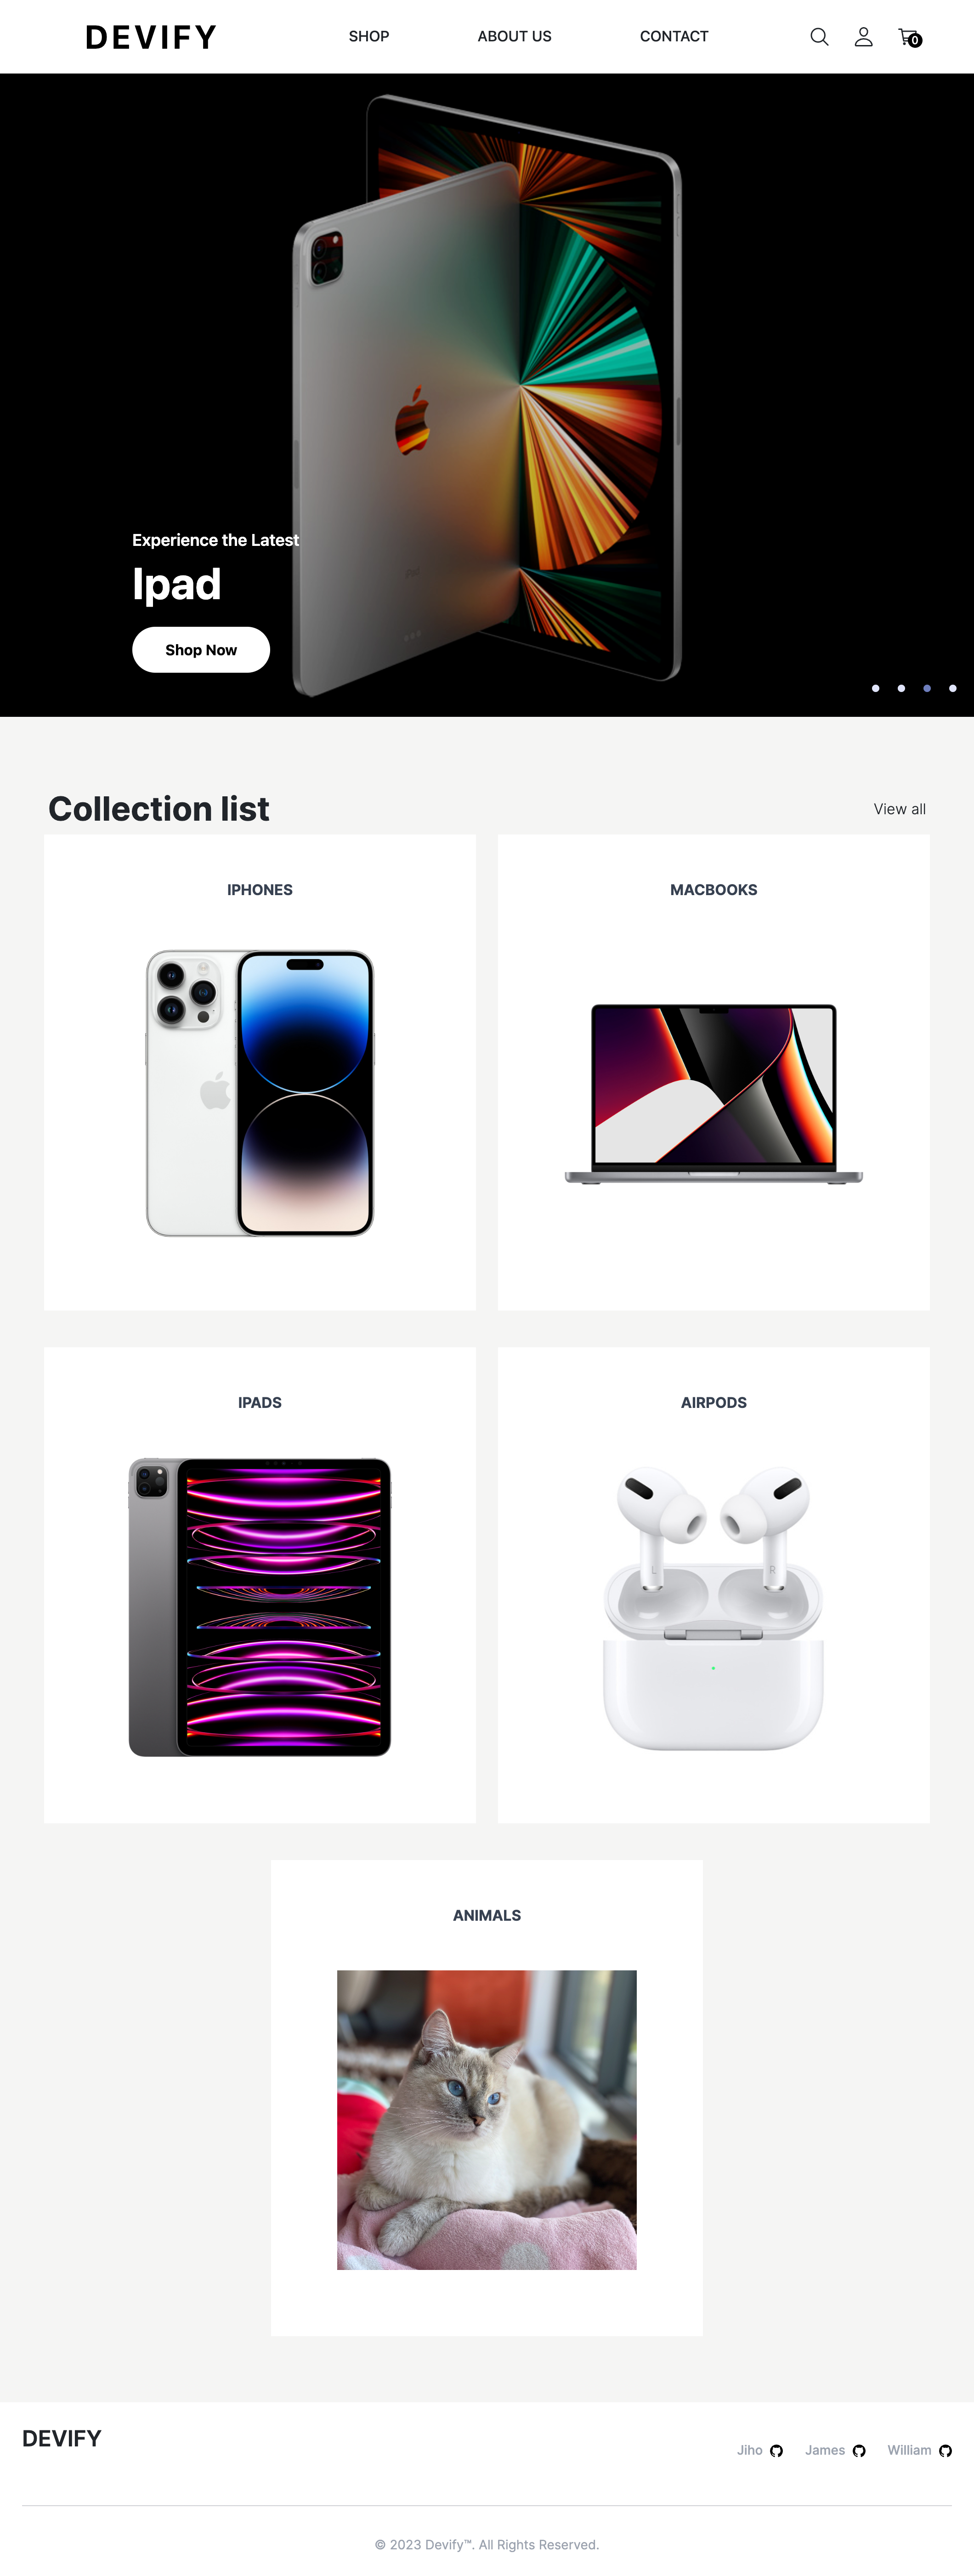 DEVIFY
SHOP
ABOUT US
CONTACT
0
Experience the Latest
Ipad
Shop Now
Collection list
View all
IPHONES
MACBOOKS
IPADS
AIRPODS
L
R
ANIMALS
DEVIFY
Jiho
James
William
© 2023 Devify™. All Rights Reserved.